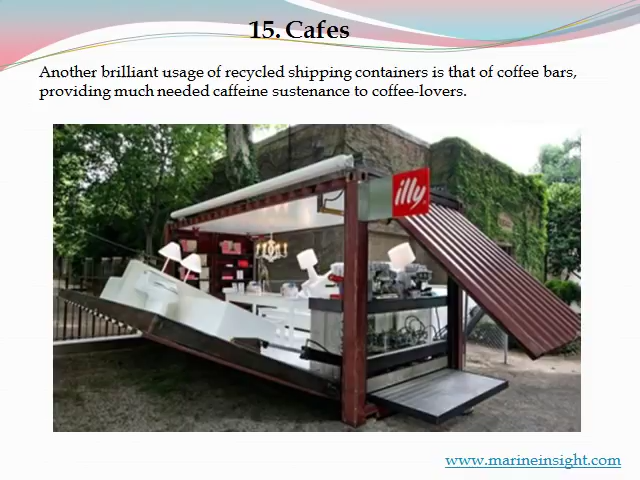 15. Cafes
Another brilliant usage of recycled shipping containers is that of coffee bars,
providing much needed caffeine sustenance to coffee-lovers.
illy
www.marineinsight.com